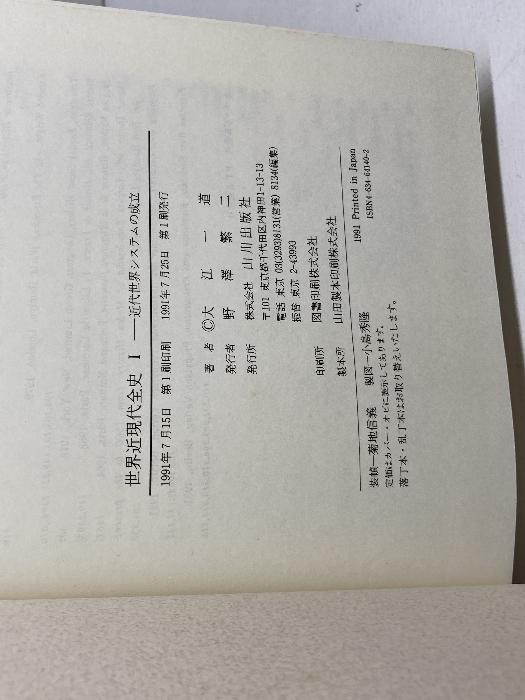 世界近現代全史 I ──近代世界システムの成立
1991年7月15日 第1刷印刷 1991年7月25日 第1刷発行
著者 ©大江一道
発行者 野澤繁二
発行所 株式会社 山川出版社
〒101 東京都千代田区内神田1-13-13
電話 東京 03(3293)8131(営業) 8134(編集)
振替 東京 2-43993
印刷所 図書印刷株式会社
製本所 山田製本印刷株式会社
1991 Printed in Japan
ISBN4-634-64140-2
装幀─菊地信義 製図─小島秀隆
定価はカバー・オビに表示してあります。
落丁本・乱丁本はお取り替えいたします。